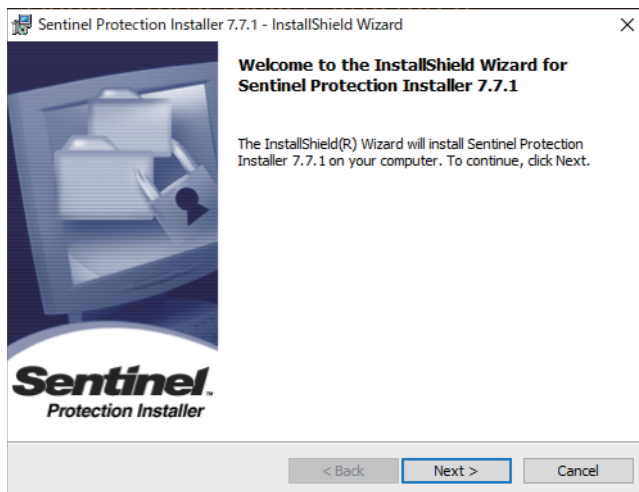 Sentinel Protection Installer 7.7.1 - InstallShield Wizard
Welcome to the InstallShield Wizard for
Sentinel Protection Installer 7.7.1
The InstallShield(R) Wizard will install Sentinel Protection
Installer 7.7.1 on your computer. To continue, click Next.
Sentinel
Protection Installer
< Back
Next >
Cancel